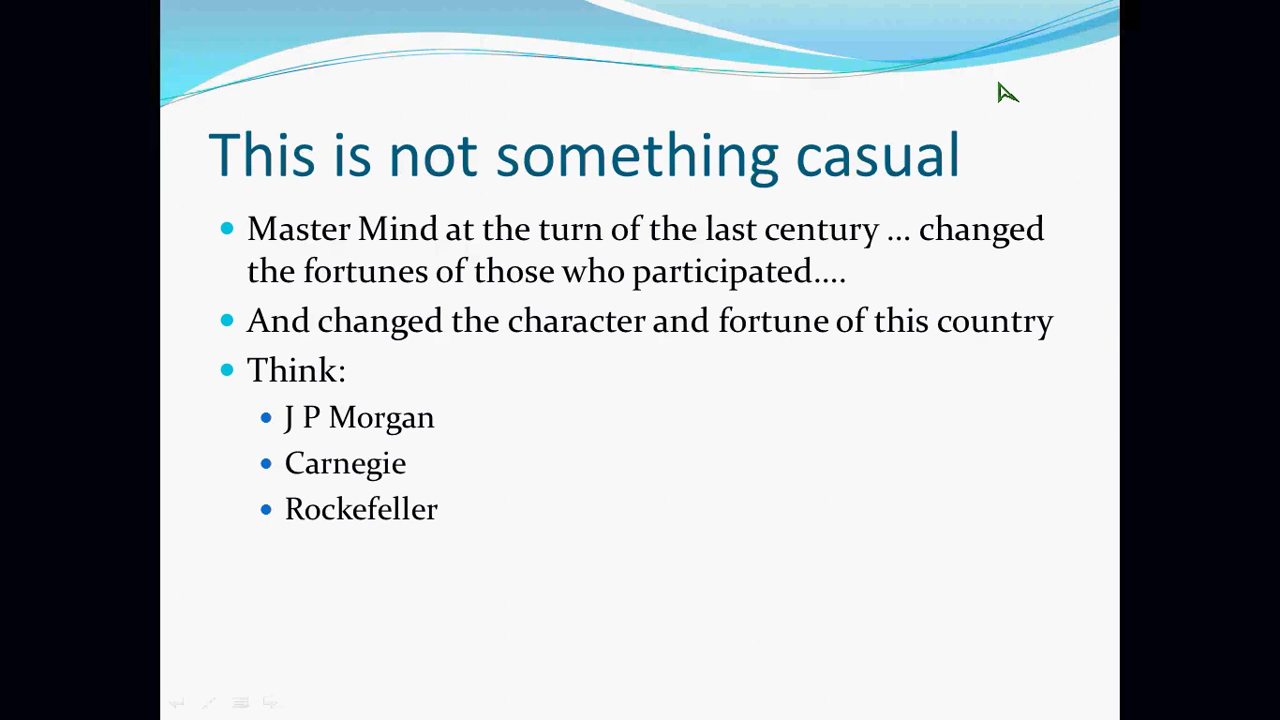 This is not something casual
Master Mind at the turn of the last century ... changed
the fortunes of those who participated....
And changed the character and fortune of this country
Think:
J P Morgan
Carnegie
Rockefeller